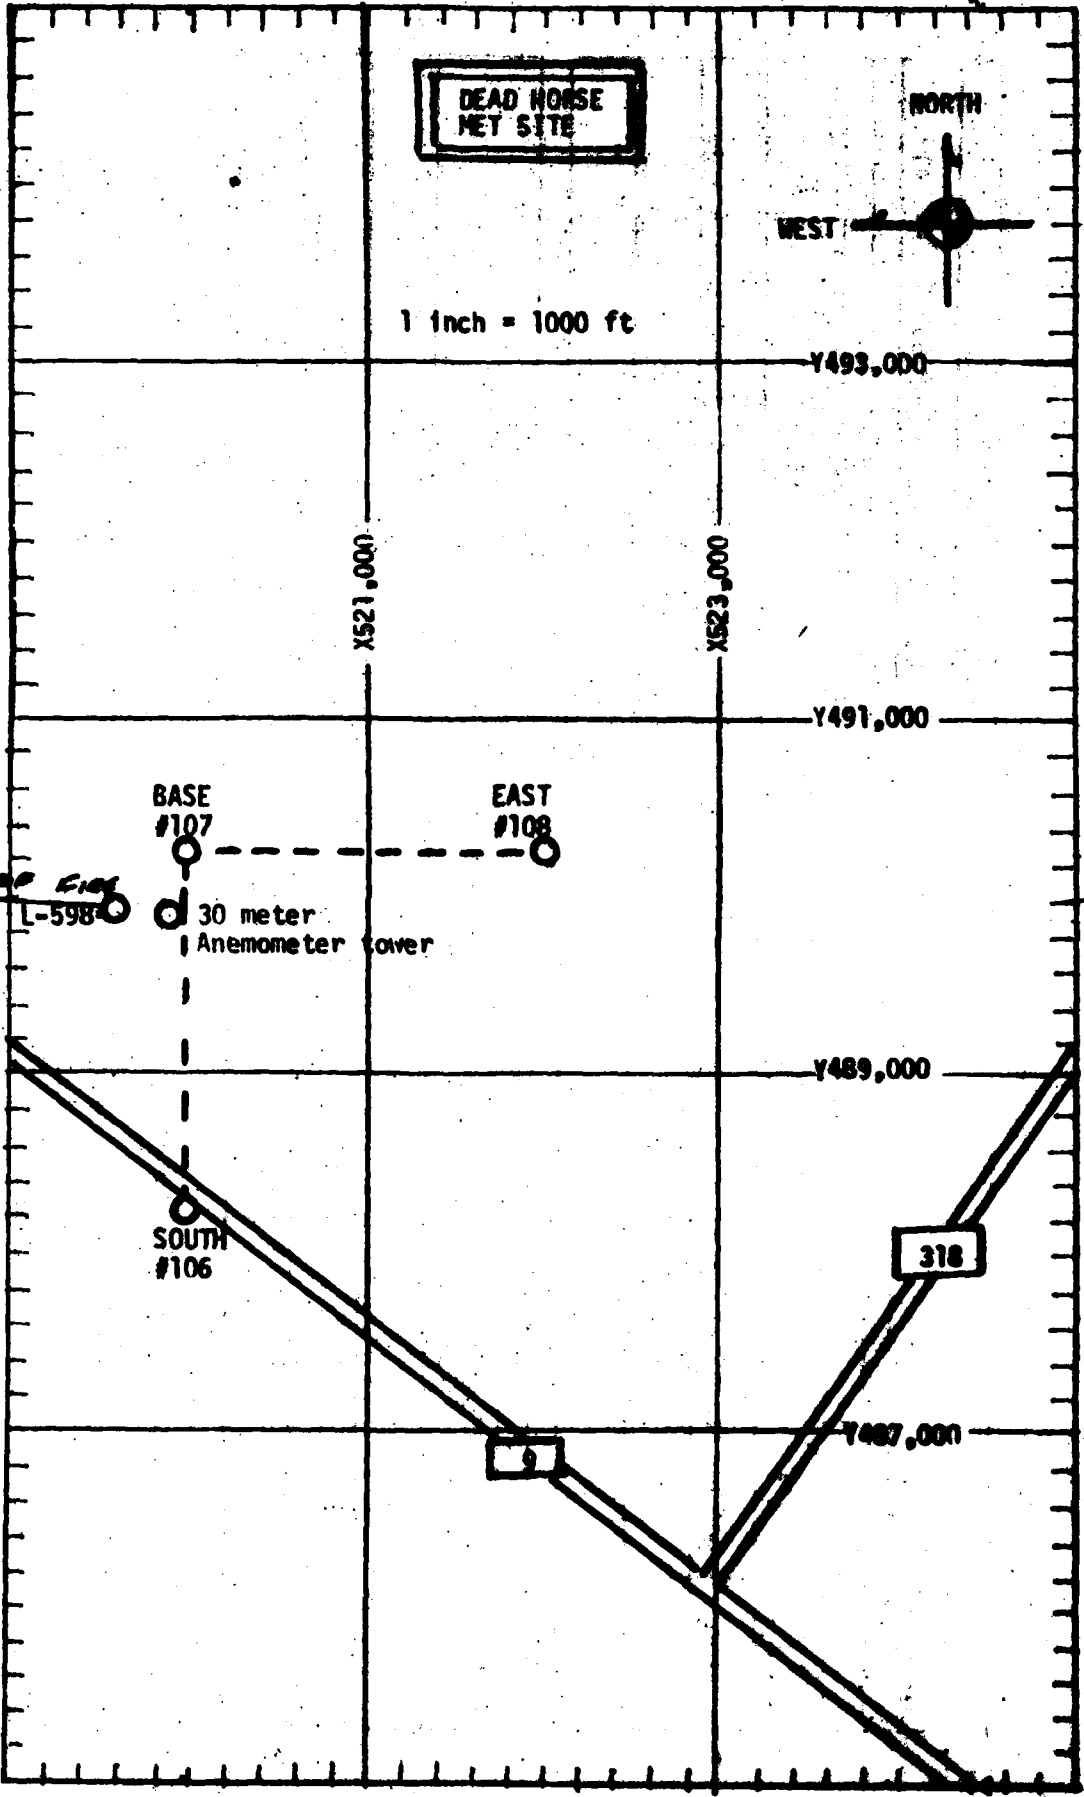 DEAD HORSE
MET SITE
NORTH
WEST
1 inch = 1000 ft
Y493,000
X521,000
X523,000
Y491,000
BASE
#107
EAST
#108
L-598
30 meter
Anemometer tower
Y489,000
SOUTH
#106
318
Y487,000
9